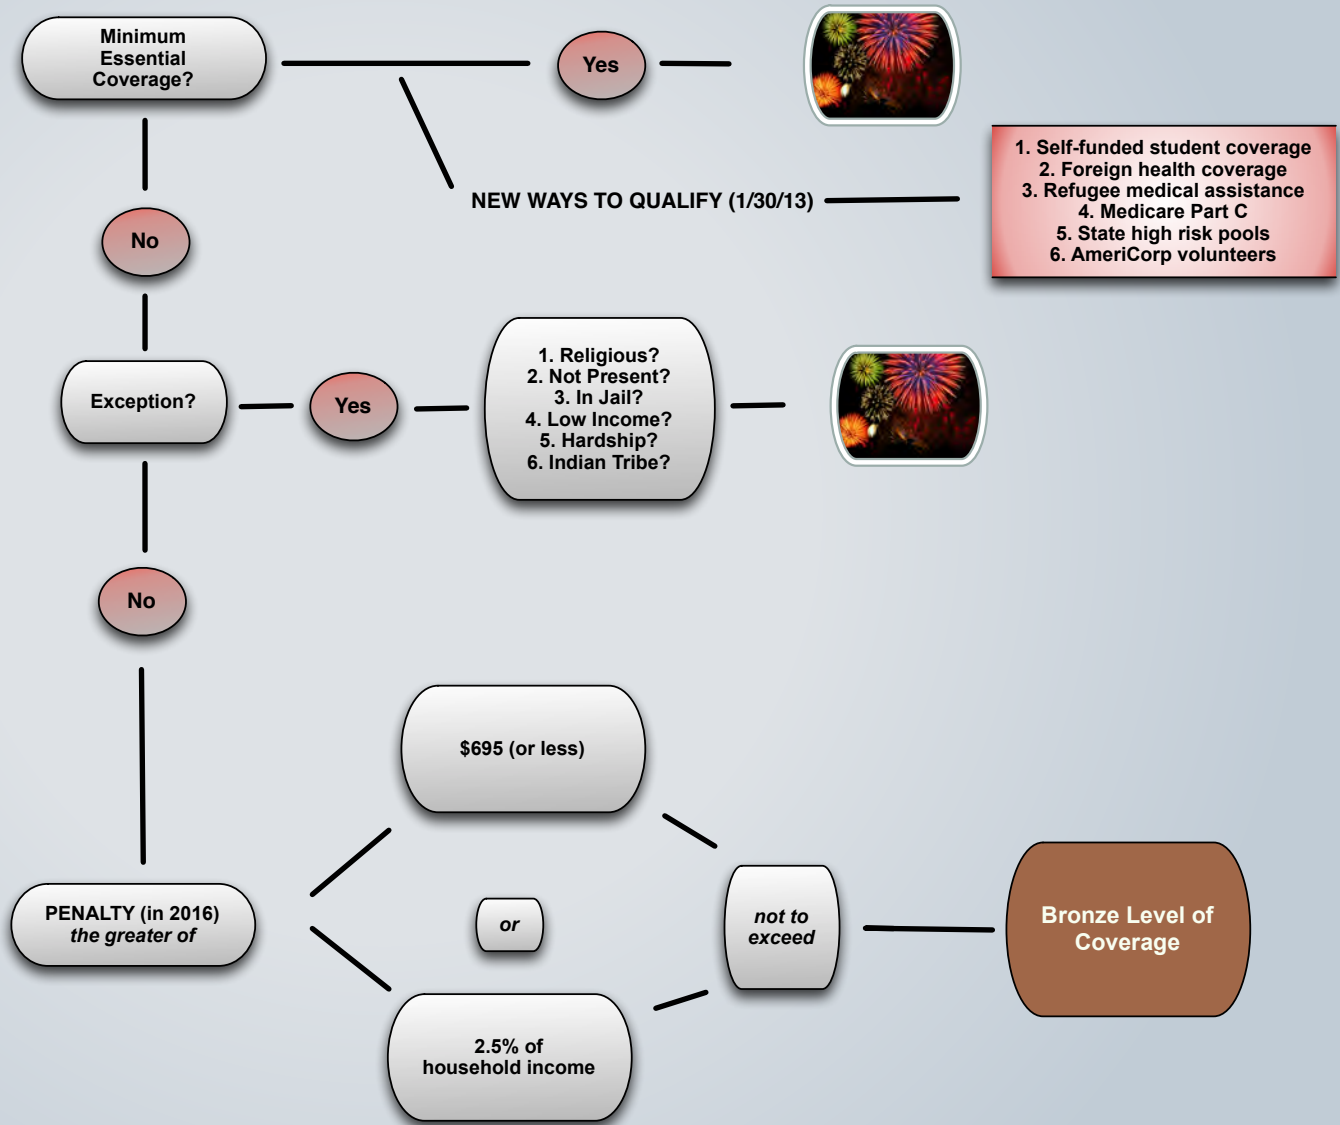 Minimum
Essential
Coverage?
Yes
1. Self-funded student coverage
2. Foreign health coverage
3. Refugee medical assistance
4. Medicare Part C
5. State high risk pools
6. AmeriCorp volunteers
NEW WAYS TO QUALIFY (1/30/13)
No
Exception?
Yes
1. Religious?
2. Not Present?
3. In Jail?
4. Low Income?
5. Hardship?
6. Indian Tribe?
No
$695 (or less)
PENALTY (in 2016)
the greater of
or
not to
exceed
Bronze Level of
Coverage
2.5% of
household income